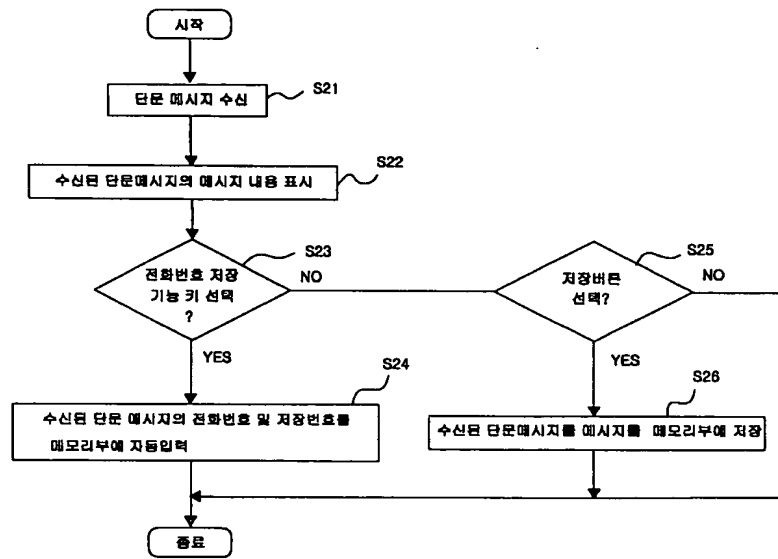 시작
단문 메시지 수신
S21
S22
수신된 단문메시지의 메시지 내용 표시
S23
전화번호 저장
기능 키 선택
?
NO
S25
저장버튼
선택?
NO
YES
YES
S24
수신된 단문 메시지의 전화번호 및 저장번호를
메모리부에 자동입력
S26
수신된 단문메시지를 메시지를 메모리부에 저장
종료